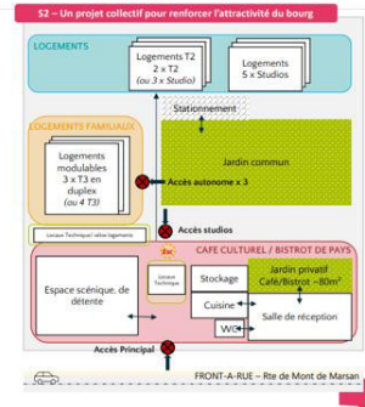 S2 – Un projet collectif pour renforcer l'attractivité du bourg
LOGEMENTS
Logements T2
2 x T2
(ou 3 x Studio)
Logements
5 x Studios
Stationnement
LOGEMENTS FAMILIAUX
Logements
modulables
3 x T3 en
duplex
(ou 4 T3)
Jardin commun
Accès autonome x 3
Accès studios
Locaux Technique/ vélos logements
CAFE CULTUREL / BISTROT DE PAYS
Espace scénique, de
détente
Locaux
Technique
Stockage
Cuisine
WC
Jardin privatif
Café/Bistrot ~80m²
Salle de réception
Accès Principal
FRONT-A-RUE – Rte de Mont de Marsan